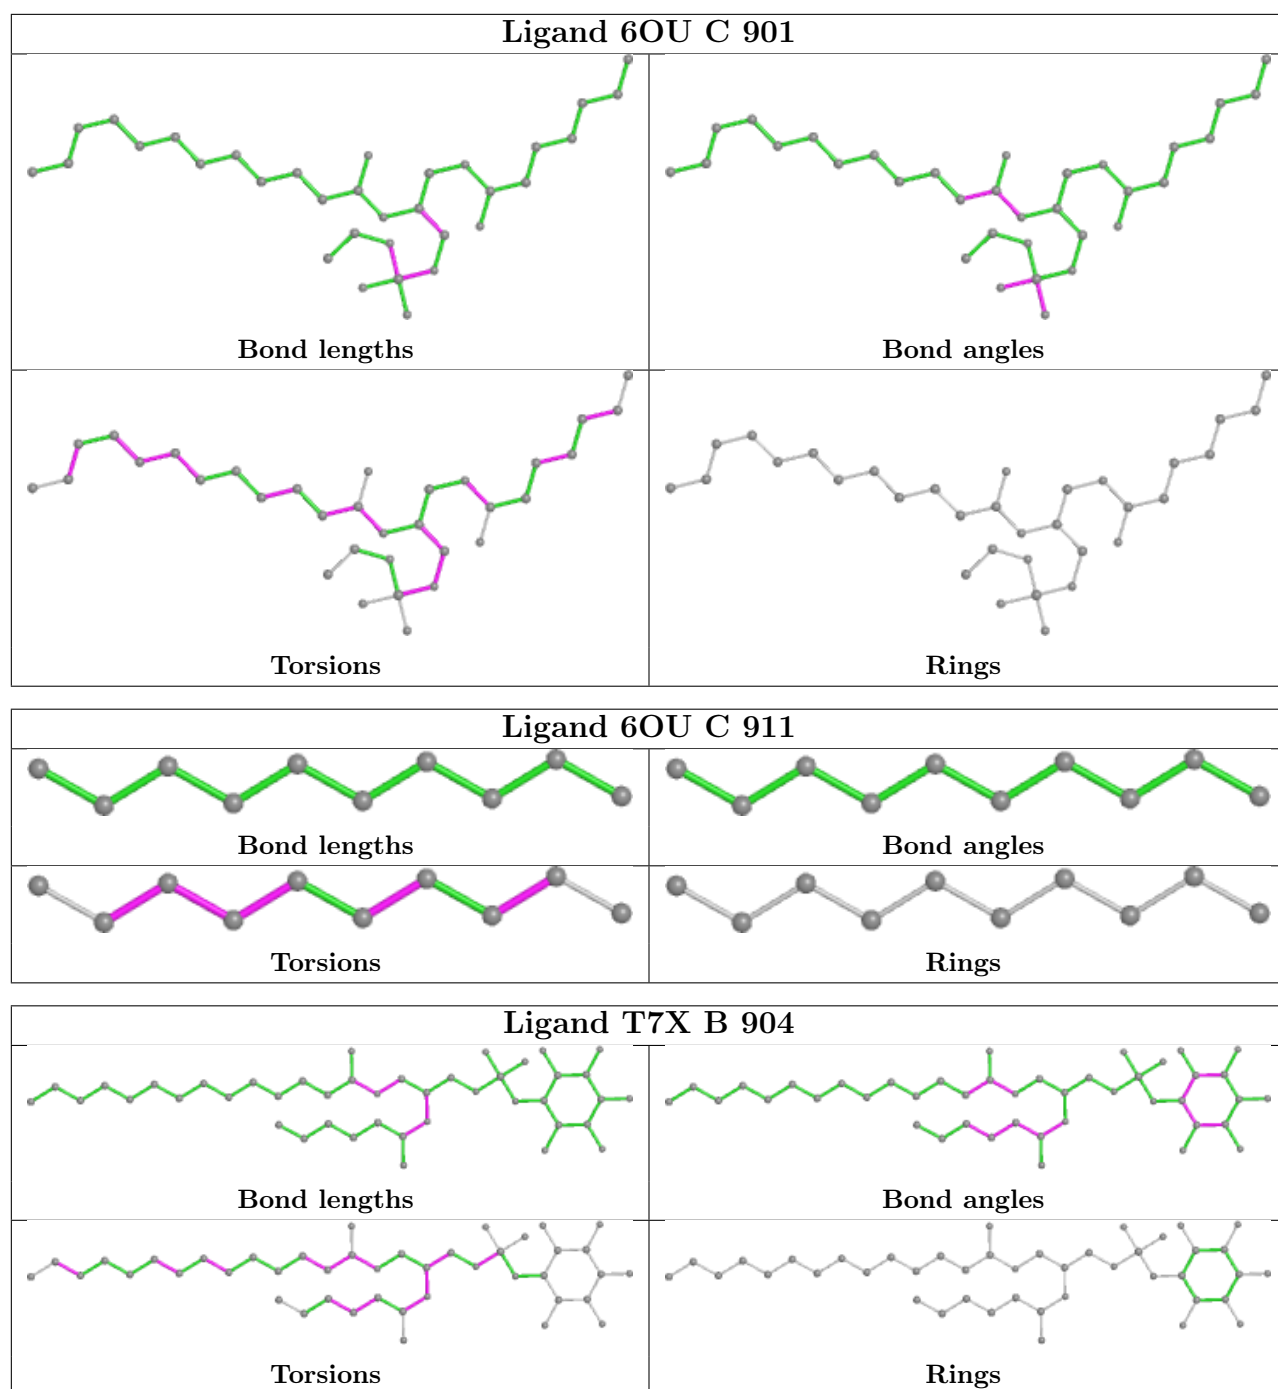 Ligand 6OU C 901
Bond lengths
Bond angles
Torsions
Rings
Ligand 6OU C 911
Bond lengths
Bond angles
Torsions
Rings
Ligand T7X B 904
Bond lengths
Bond angles
Torsions
Rings